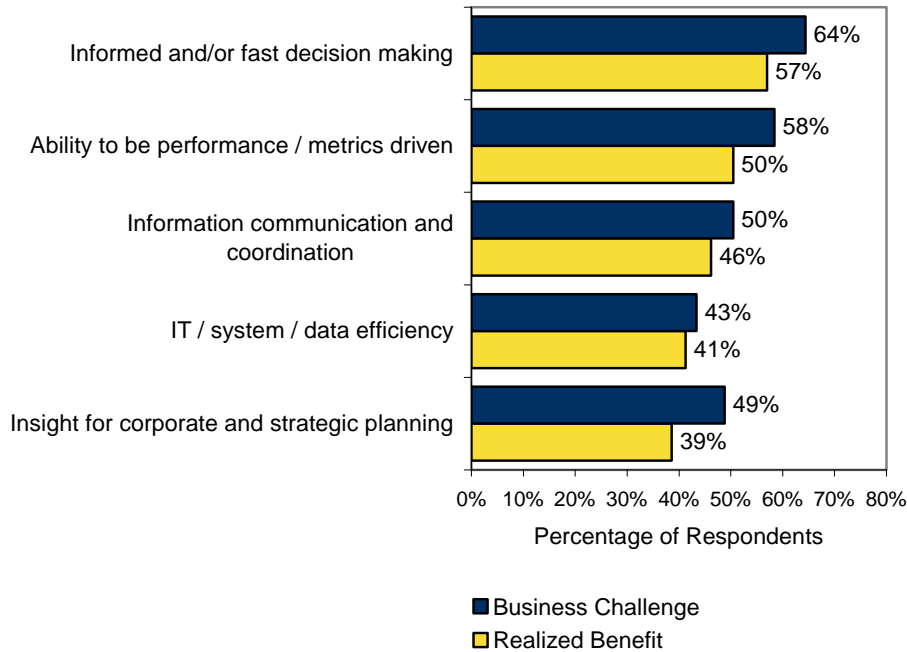 Informed and/or fast decision making
64%
57%
Ability to be performance / metrics driven
58%
50%
Information communication and
coordination
50%
46%
IT / system / data efficiency
43%
41%
Insight for corporate and strategic planning
49%
39%
0% 10% 20% 30% 40% 50% 60% 70% 80%
Percentage of Respondents
Business Challenge
Realized Benefit